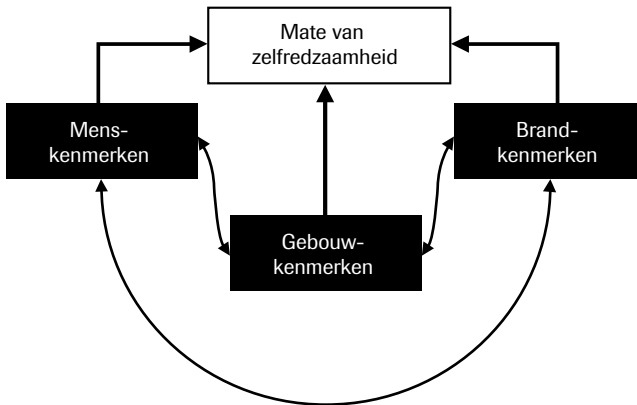 Mate van
zelfredzaamheid
Mens-
kenmerken
Brand-
kenmerken
Gebouw-
kenmerken